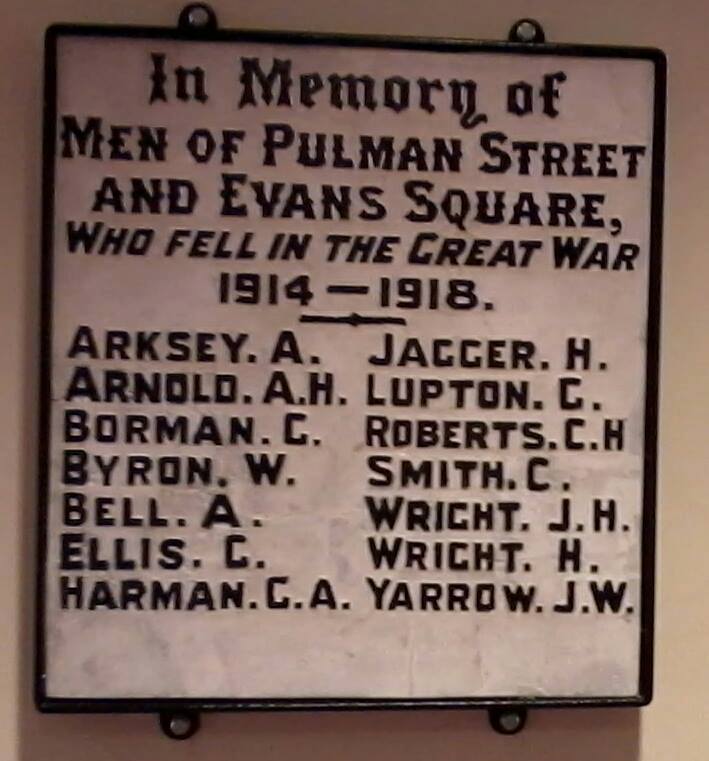 In Memory of
MEN OF PULMAN STREET
AND EVANS SQUARE,
WHO FELL IN THE GREAT WAR
1914 — 1918.
ARKSEY. A. JAGGER. H.
ARNOLD. A.H. LUPTON. G.
BORMAN. G. ROBERTS. C.H
BYRON. W. SMITH. C.
BELL. A. WRIGHT. J.H.
ELLIS. G. WRIGHT. H.
HARMAN. G.A. YARROW. J.W.